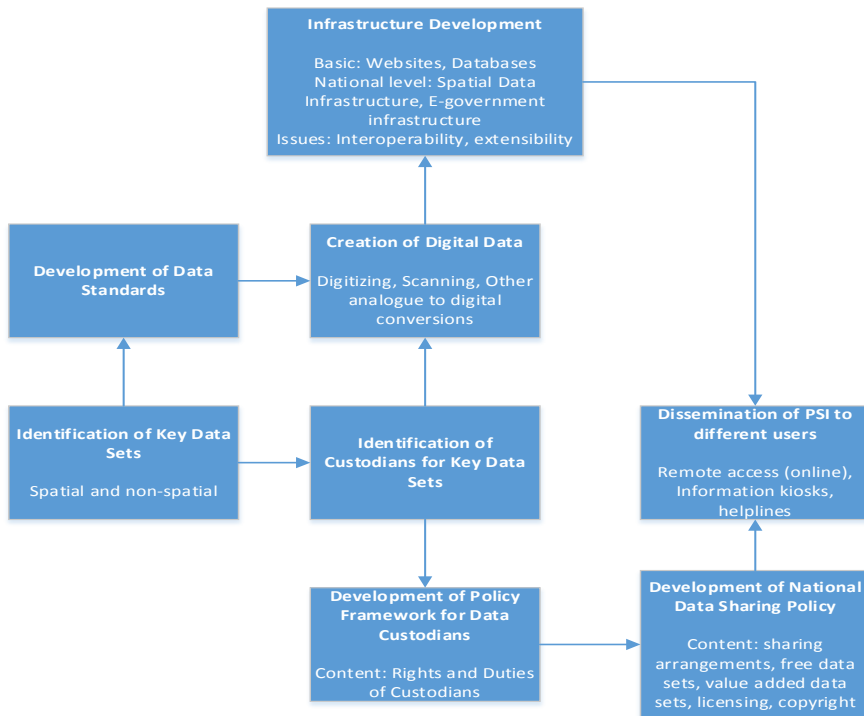 Infrastructure Development
Basic: Websites, Databases
National level: Spatial Data
Infrastructure, E-government
infrastructure
Issues: Interoperability, extensibility
Development of Data
Standards
Creation of Digital Data
Digitizing, Scanning, Other
analogue to digital
conversions
Identification of Key Data
Sets
Spatial and non-spatial
Identification of
Custodians for Key Data
Sets
Dissemination of PSI to
different users
Remote access (online),
Information kiosks,
helplines
Development of Policy
Framework for Data
Custodians
Content: Rights and Duties
of Custodians
Development of National
Data Sharing Policy
Content: sharing
arrangements, free data
sets, value added data
sets, licensing, copyright